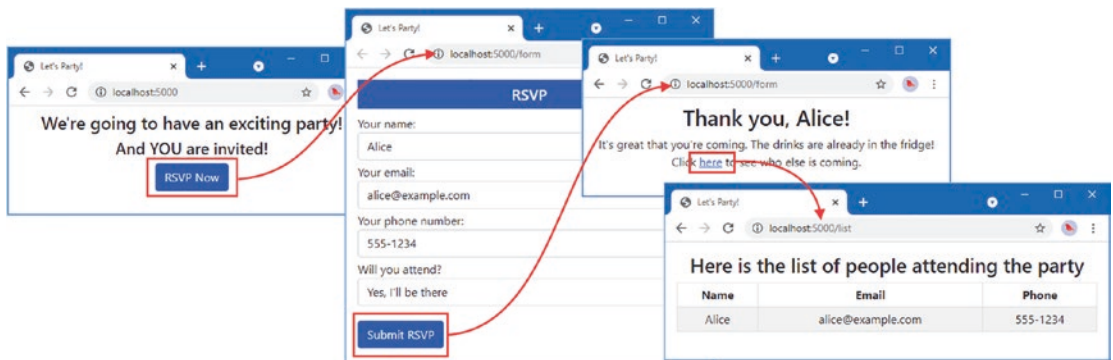 Let's Party!
localhost:5000
We're going to have an exciting party!
And YOU are invited!
RSVP Now
Let's Party!
localhost:5000/form
RSVP
Your name:
Alice
Your email:
alice@example.com
Your phone number:
555-1234
Will you attend?
Yes, I'll be there
Submit RSVP
Let's Party!
localhost:5000/form
Thank you, Alice!
It's great that you're coming. The drinks are already in the fridge!
Click here to see who else is coming.
Let's Party!
localhost:5000/list
Here is the list of people attending the party
Name Email Phone
Alice alice@example.com 555-1234